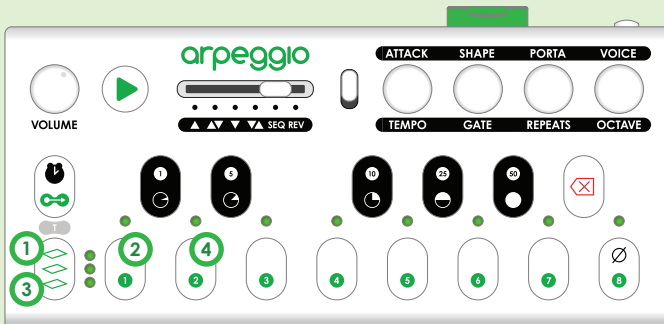 arpeggio
ATTACK SHAPE PORTA VOICE
VOLUME
SEQ REV
TEMPO GATE REPEATS OCTAVE
1 5 10 25 50
T
1 2 4
3 1 2 3 4 5 6 7 8